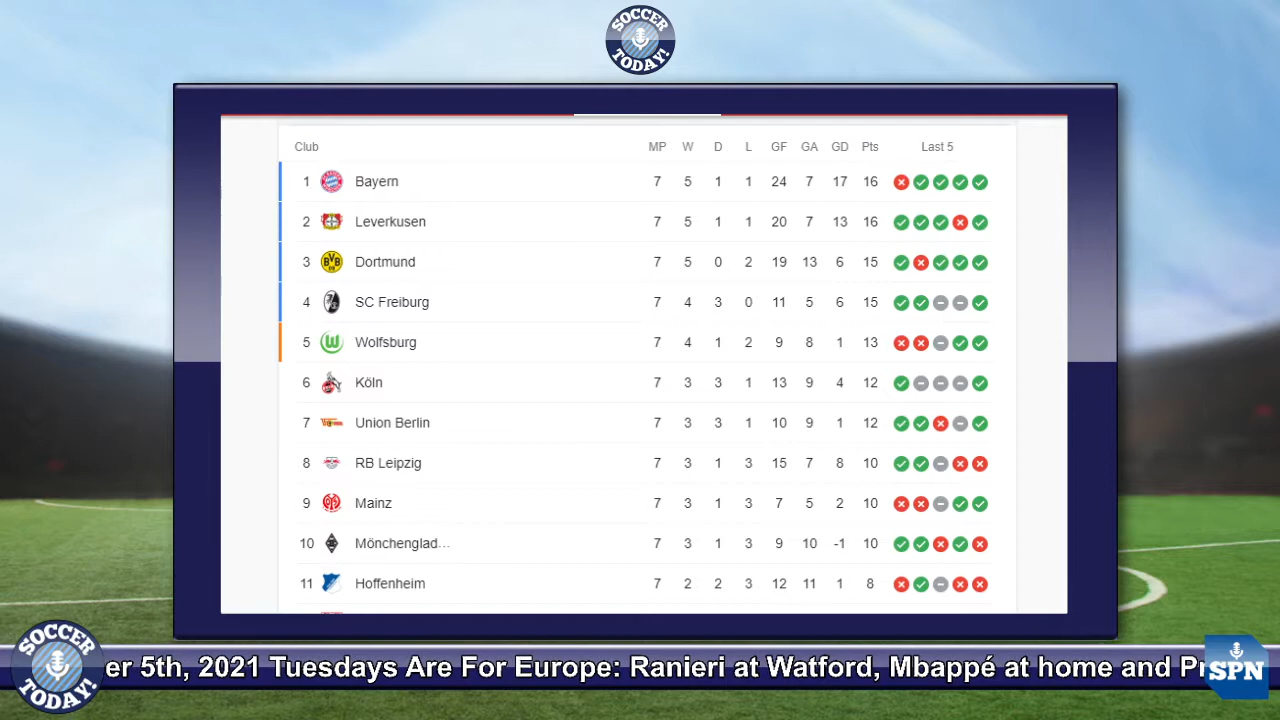 SOCCER
TODAY!
Club MP W D L GF GA GD Pts Last 5
1 Bayern 7 5 1 1 24 7 17 16
2 Leverkusen 7 5 1 1 20 7 13 16
3 Dortmund 7 5 0 2 19 13 6 15
4 SC Freiburg 7 4 3 0 11 5 6 15
5 Wolfsburg 7 4 1 2 9 8 1 13
6 Köln 7 3 3 1 13 9 4 12
7 Union Berlin 7 3 3 1 10 9 1 12
8 RB Leipzig 7 3 1 3 15 7 8 10
9 Mainz 7 3 1 3 7 5 2 10
10 Mönchenglad... 7 3 1 3 9 10 -1 10
11 Hoffenheim 7 2 2 3 12 11 1 8
SOCCER
TODAY!
er 5th, 2021 Tuesdays Are For Europe: Ranieri at Watford, Mbappé at home and Pr
SPN